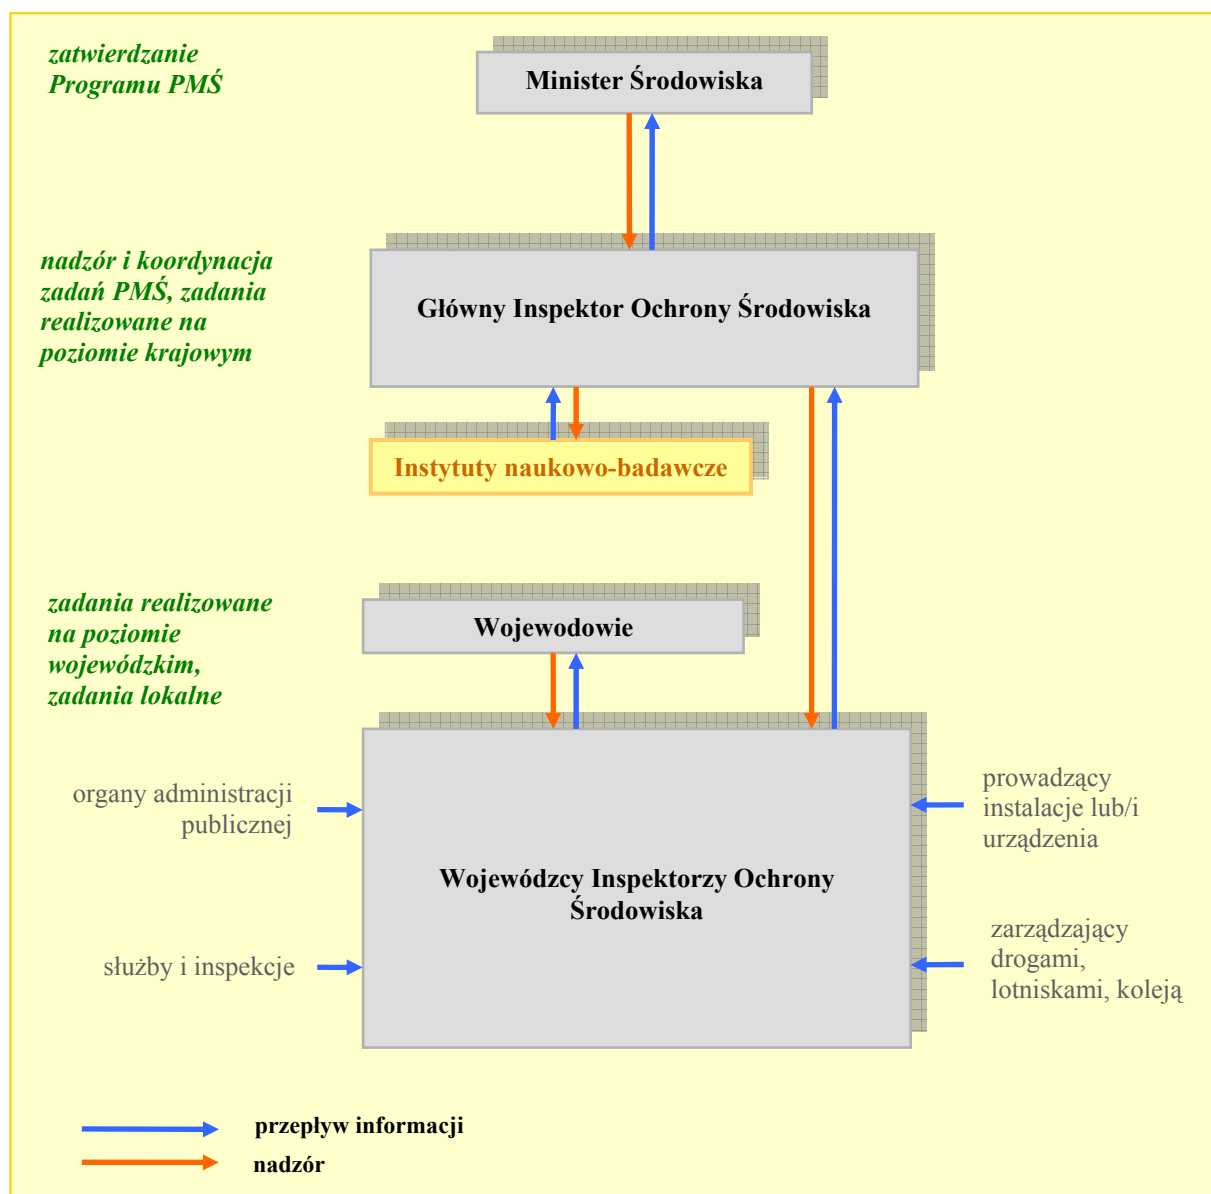 zatwierdzanie
Programu PMŚ
Minister Środowiska
nadzór i koordynacja
zadań PMŚ, zadania
realizowane na
poziomie krajowym
Główny Inspektor Ochrony Środowiska
Instytuty naukowo-badawcze
zadania realizowane
na poziomie
wojewódzkim,
zadania lokalne
Wojewodowie
organy administracji
publicznej
prowadzący
instalacje lub/i
urządzenia
Wojewódzcy Inspektorzy Ochrony
Środowiska
służby i inspekcje
zarządzający
drogami,
lotniskami, koleją
przepływ informacji
nadzór